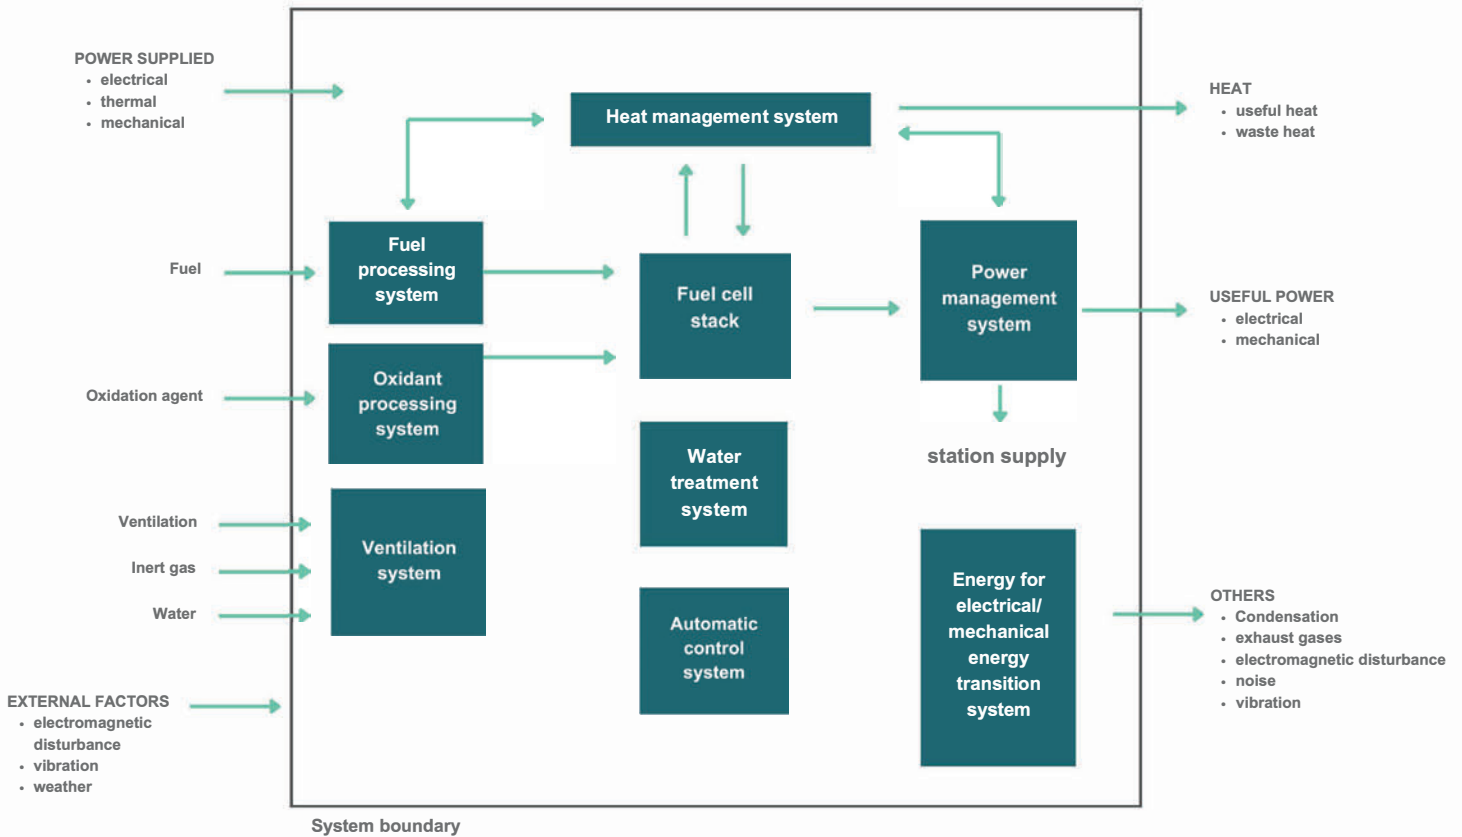 POWER SUPPLIED
• electrical
• thermal
• mechanical
Heat management system
HEAT
• useful heat
• waste heat
Fuel
Fuel
processing
system
Fuel cell
stack
Power
management
system
USEFUL POWER
• electrical
• mechanical
Oxidation agent
Oxidant
processing
system
station supply
Water
treatment
system
Ventilation
Inert gas
Water
Ventilation
system
Automatic
control
system
Energy for
electrical/
mechanical
energy
transition
system
OTHERS
• Condensation
• exhaust gases
• electromagnetic disturbance
• noise
• vibration
EXTERNAL FACTORS
• electromagnetic
disturbance
• vibration
• weather
System boundary